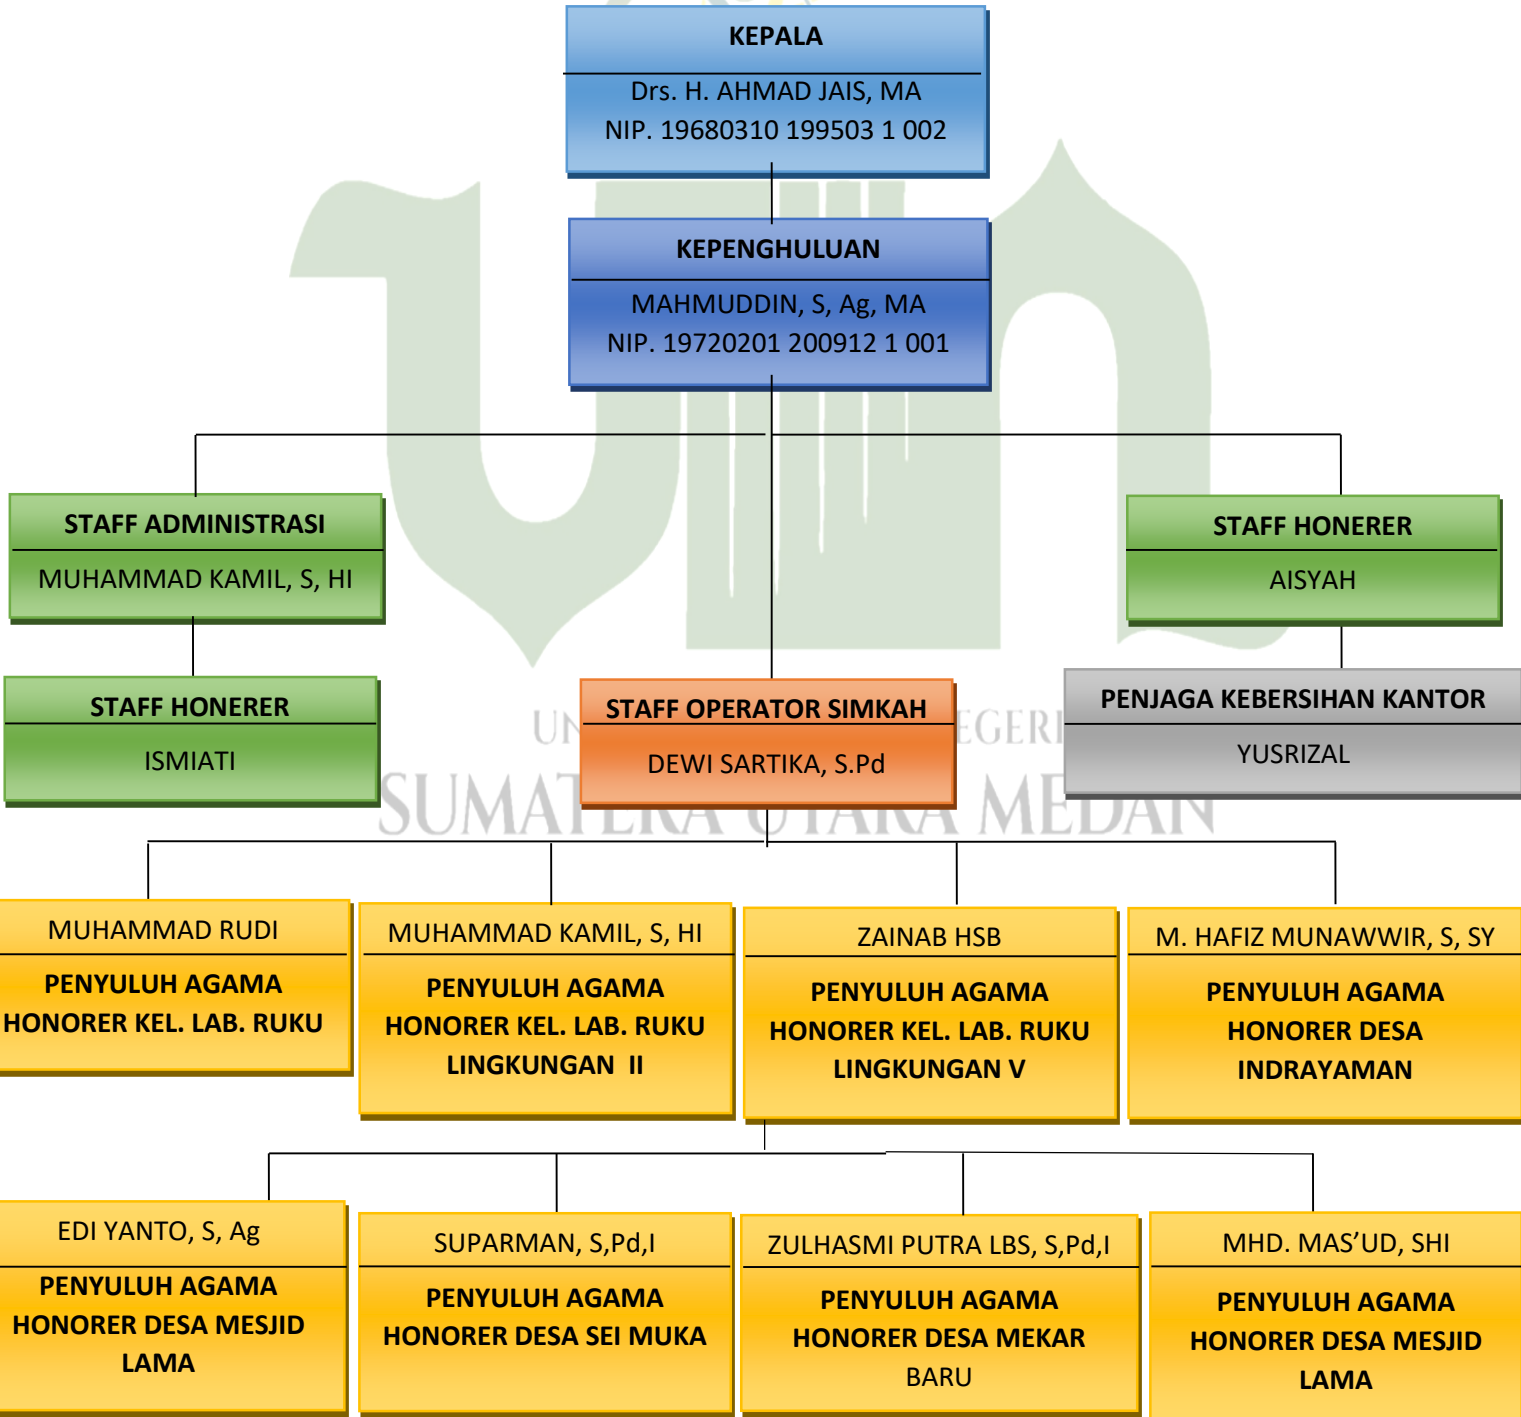 KEPALA
Drs. H. AHMAD JAIS, MA
NIP. 19680310 199503 1 002
KEPENGHULUAN
MAHMUDDIN, S, Ag, MA
NIP. 19720201 200912 1 001
STAFF ADMINISTRASI
MUHAMMAD KAMIL, S, HI
STAFF HONERER
AISYAH
STAFF HONERER
ISMIATI
STAFF OPERATOR SIMKAH
DEWI SARTIKA, S.Pd
PENJAGA KEBERSIHAN KANTOR
YUSRIZAL
UN EGERI
SUMATERA UTARA MEDAN
MUHAMMAD RUDI
PENYULUH AGAMA
HONORER KEL. LAB. RUKU
MUHAMMAD KAMIL, S, HI
PENYULUH AGAMA
HONORER KEL. LAB. RUKU
LINGKUNGAN II
ZAINAB HSB
PENYULUH AGAMA
HONORER KEL. LAB. RUKU
LINGKUNGAN V
M. HAFIZ MUNAWWIR, S, SY
PENYULUH AGAMA
HONORER DESA
INDRAYAMAN
EDI YANTO, S, Ag
PENYULUH AGAMA
HONORER DESA MESJID
LAMA
SUPARMAN, S,Pd,I
PENYULUH AGAMA
HONORER DESA SEI MUKA
ZULHASMI PUTRA LBS, S,Pd,I
PENYULUH AGAMA
HONORER DESA MEKAR
BARU
MHD. MAS’UD, SHI
PENYULUH AGAMA
HONORER DESA MESJID
LAMA